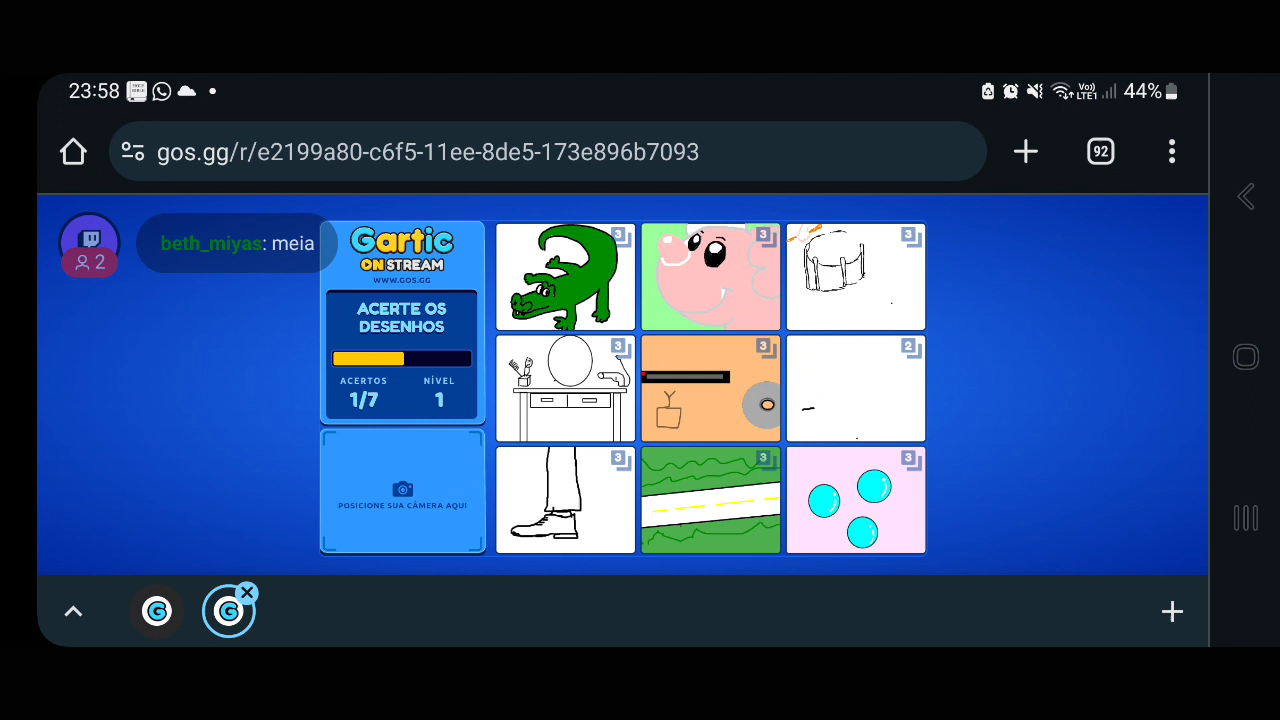 23:58
Vo))
LTE1
44%
gos.gg/r/e2199a80-c6f5-11ee-8de5-173e896b7093
92
2
beth_miyas: meia
Gartic
ON STREAM
WWW.GOS.GG
ACERTE OS
DESENHOS
ACERTOS NÍVEL
1/7 1
POSICIONE SUA CÂMERA AQUI
3 3 3
3 3 2
3 3 3
G G